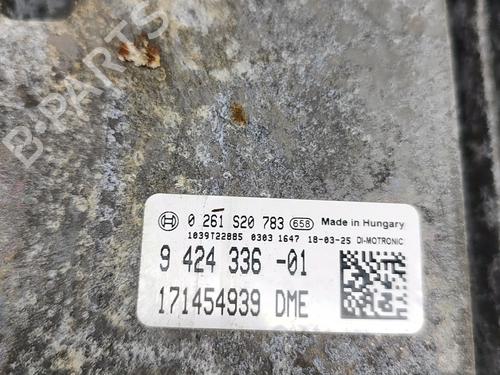 B-PARTS
0 261 S20 783 658 Made in Hungary
1039T22885 0303 1647 18-03-25 DI-MOTRONIC
9 424 336 -01
171454939 DME